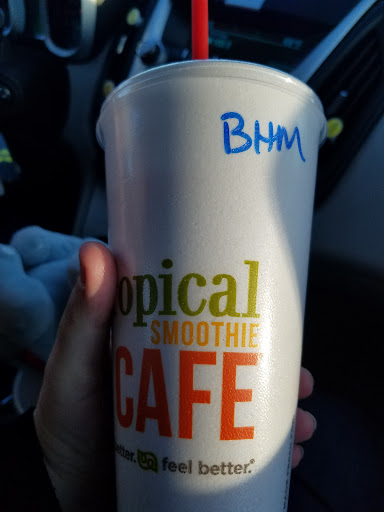 BHM
opical
SMOOTHIE
CAFE
etter. feel better.®